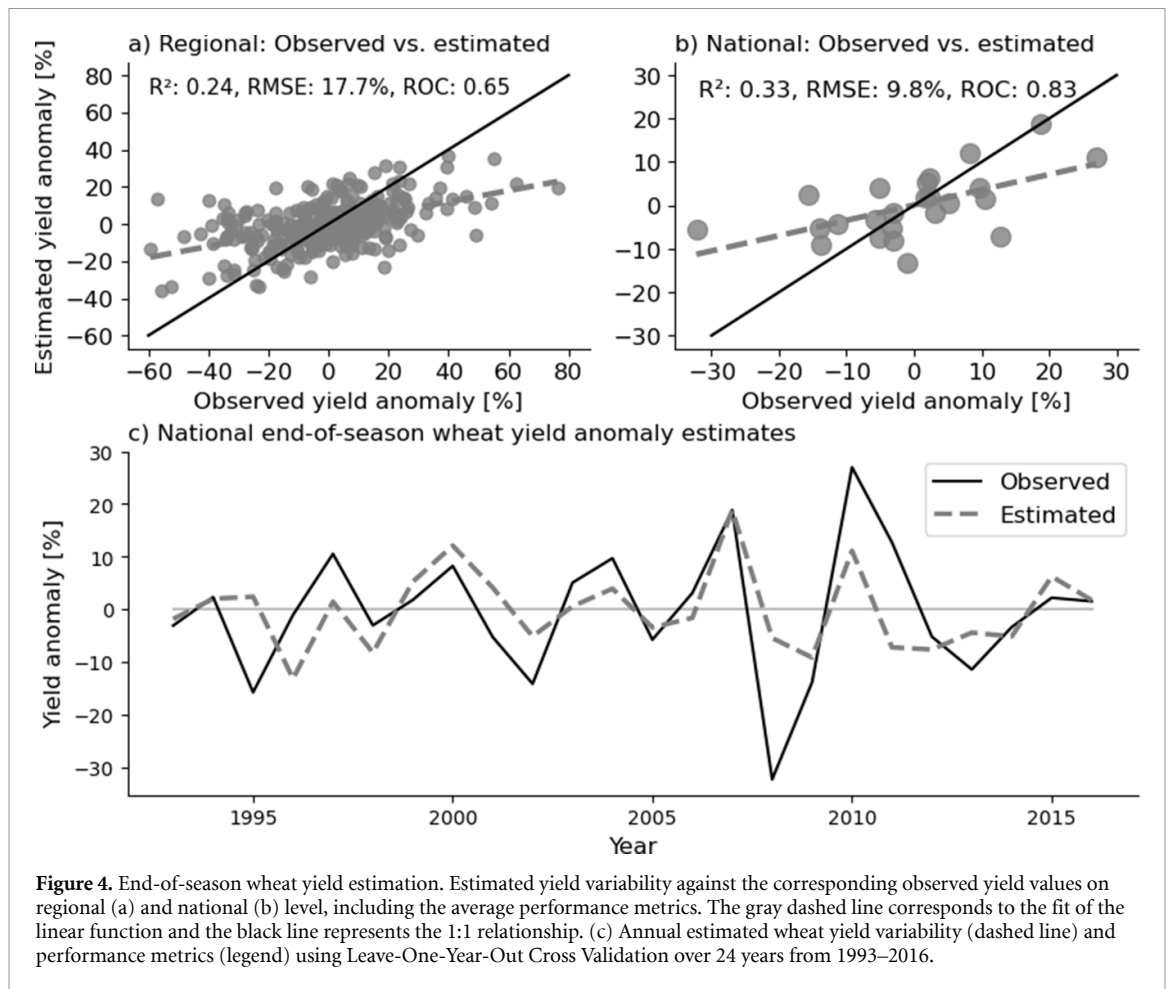 a) Regional: Observed vs. estimated
R²: 0.24, RMSE: 17.7%, ROC: 0.65
Estimated yield anomaly [%]
80
60
40
20
0
−20
−40
−60
−60 −40 −20 0 20 40 60 80
Observed yield anomaly [%]
b) National: Observed vs. estimated
R²: 0.33, RMSE: 9.8%, ROC: 0.83
30
20
10
0
−10
−20
−30
−30 −20 −10 0 10 20 30
Observed yield anomaly [%]
c) National end-of-season wheat yield anomaly estimates
Yield anomaly [%]
30
20
10
0
−10
−20
−30
Observed
Estimated
1995 2000 2005 2010 2015
Year
Figure 4. End-of-season wheat yield estimation. Estimated yield variability against the corresponding observed yield values on
regional (a) and national (b) level, including the average performance metrics. The gray dashed line corresponds to the fit of the
linear function and the black line represents the 1:1 relationship. (c) Annual estimated wheat yield variability (dashed line) and
performance metrics (legend) using Leave-One-Year-Out Cross Validation over 24 years from 1993–2016.